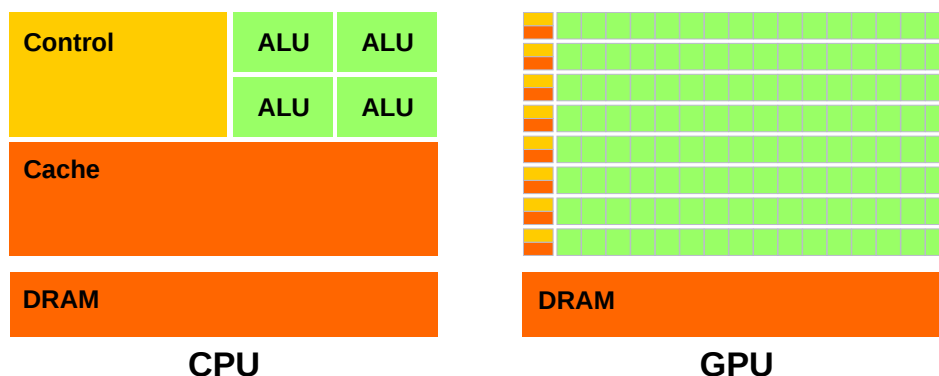 Control
ALU ALU
ALU ALU
Cache
DRAM
CPU
DRAM
GPU